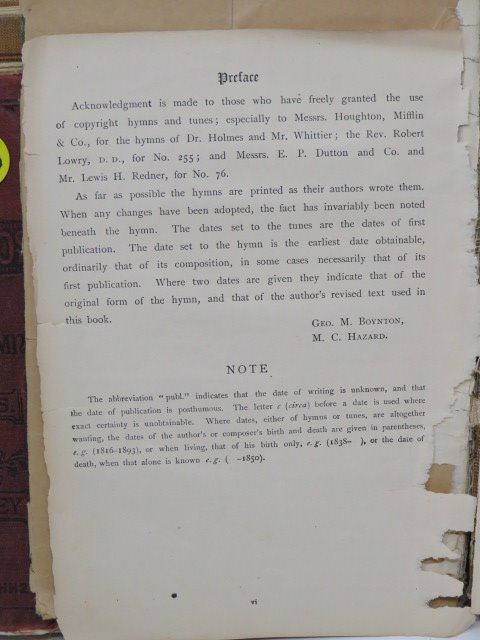 Preface
Acknowledgment is made to those who have freely granted the use
of copyright hymns and tunes; especially to Messrs. Houghton, Mifflin
& Co., for the hymns of Dr. Holmes and Mr. Whittier; the Rev. Robert
Lowry, D. D., for No. 255; and Messrs. E. P. Dutton and Co. and
Mr. Lewis H. Redner, for No. 76.
As far as possible the hymns are printed as their authors wrote them.
When any changes have been adopted, the fact has invariably been noted
beneath the hymn. The dates set to the tunes are the dates of first
publication. The date set to the hymn is the earliest date obtainable,
ordinarily that of its composition, in some cases necessarily that of its
first publication. Where two dates are given they indicate that of the
original form of the hymn, and that of the author's revised text used in
this book.
GEO. M. BOYNTON,
M. C. HAZARD.
NOTE
The abbreviation "publ." indicates that the date of writing is unknown, and that
the date of publication is posthumous. The letter c (circa) before a date is used where
exact certainty is unobtainable. Where dates, either of hymns or tunes, are altogether
wanting, the dates of the author's or composer's birth and death are given in parentheses,
e. g. (1816-1893), or when living, that of his birth only, e. g. (1838- ), or the date of
death, when that alone is known e. g. ( -1850).
vi